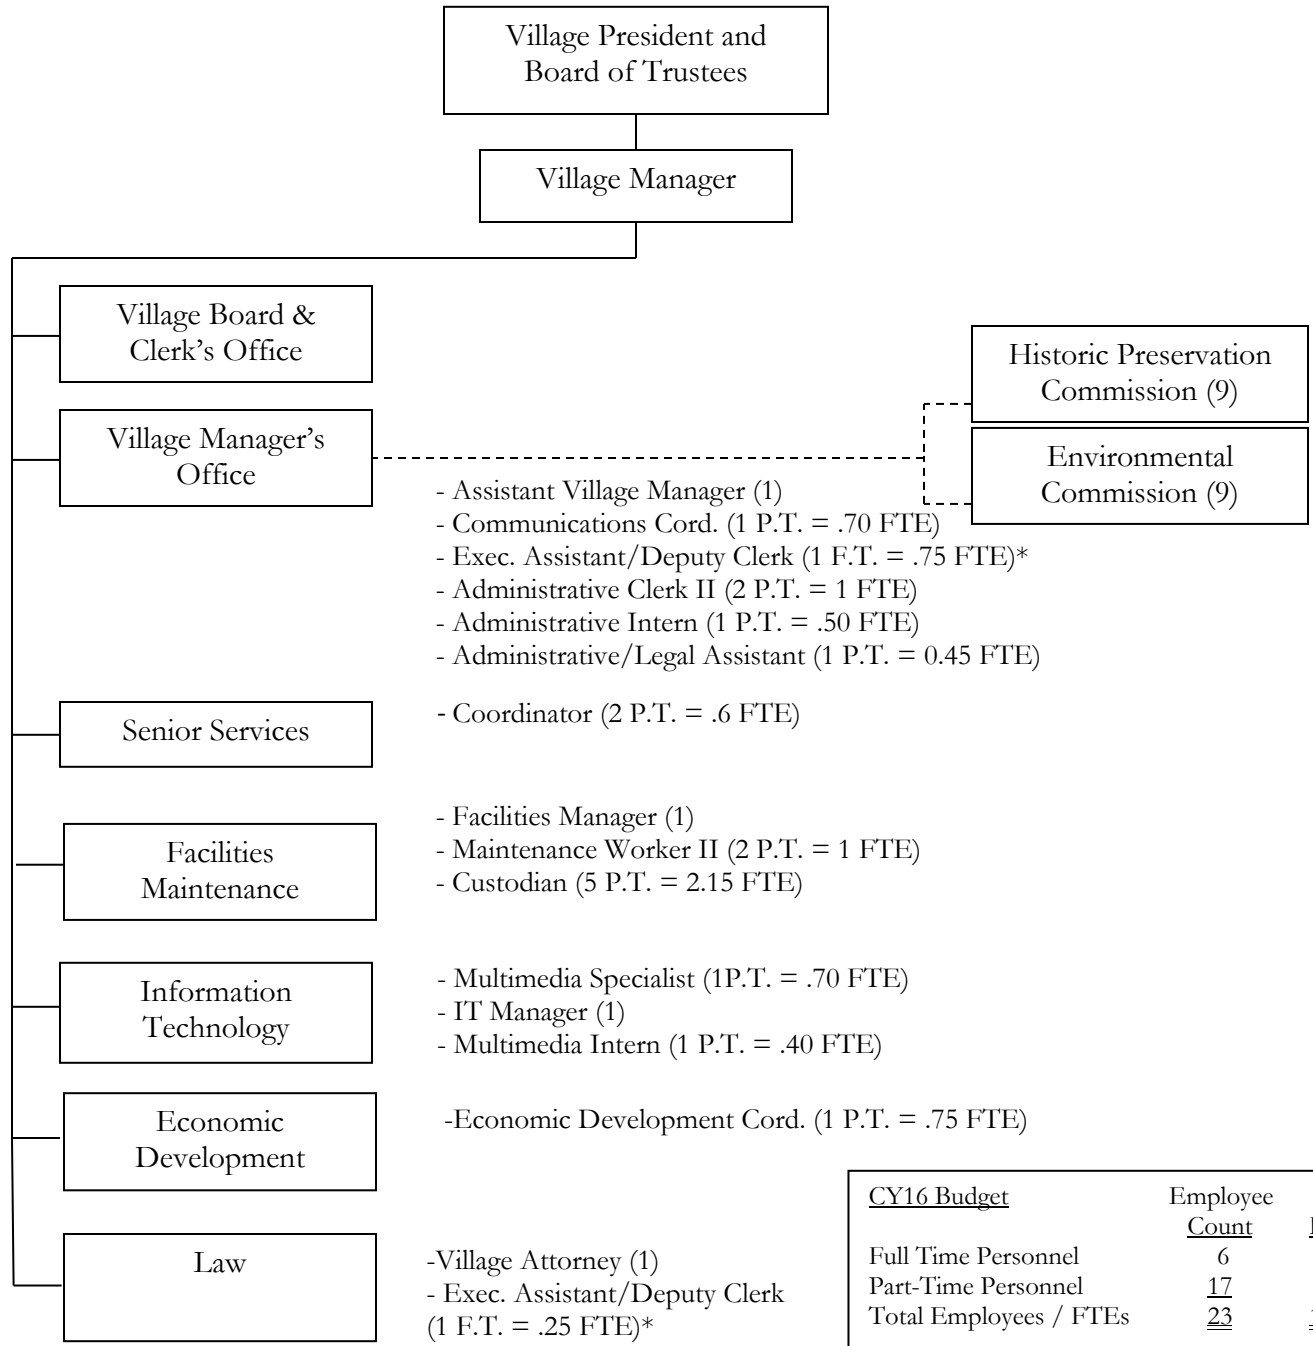 Village President and
Board of Trustees
Village Manager
Village Board &
Clerk's Office
Historic Preservation
Commission (9)
Village Manager's
Office
Environmental
Commission (9)
- Assistant Village Manager (1)
- Communications Cord. (1 P.T. = .70 FTE)
- Exec. Assistant/Deputy Clerk (1 F.T. = .75 FTE)*
- Administrative Clerk II (2 P.T. = 1 FTE)
- Administrative Intern (1 P.T. = .50 FTE)
- Administrative/Legal Assistant (1 P.T. = 0.45 FTE)
Senior Services
- Coordinator (2 P.T. = .6 FTE)
Facilities
Maintenance
- Facilities Manager (1)
- Maintenance Worker II (2 P.T. = 1 FTE)
- Custodian (5 P.T. = 2.15 FTE)
Information
Technology
- Multimedia Specialist (1P.T. = .70 FTE)
- IT Manager (1)
- Multimedia Intern (1 P.T. = .40 FTE)
Economic
Development
-Economic Development Cord. (1 P.T. = .75 FTE)
Law
-Village Attorney (1)
- Exec. Assistant/Deputy Clerk
(1 F.T. = .25 FTE)*
CY16 Budget Employee
Count
Full Time Personnel 6
Part-Time Personnel 17
Total Employees / FTEs 23